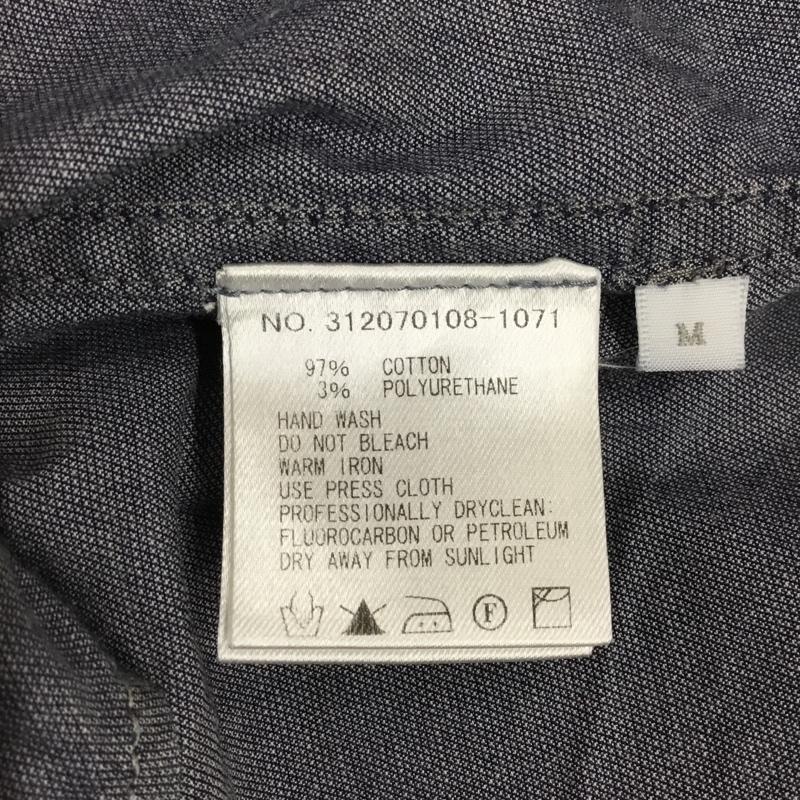 NO. 312070108-1071
M
97% COTTON
3% POLYURETHANE
HAND WASH
DO NOT BLEACH
WARM IRON
USE PRESS CLOTH
PROFESSIONALLY DRYCLEAN:
FLUOROCARBON OR PETROLEUM
DRY AWAY FROM SUNLIGHT
F